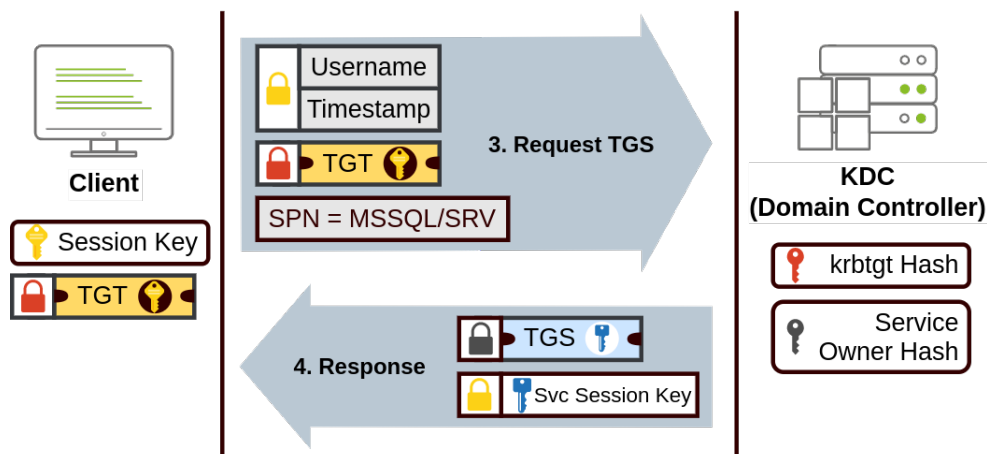 Client
Session Key
TGT
Username
Timestamp
TGT
SPN = MSSQL/SRV
3. Request TGS
4. Response
TGS
Svc Session Key
KDC
(Domain Controller)
krbtgt Hash
Service
Owner Hash